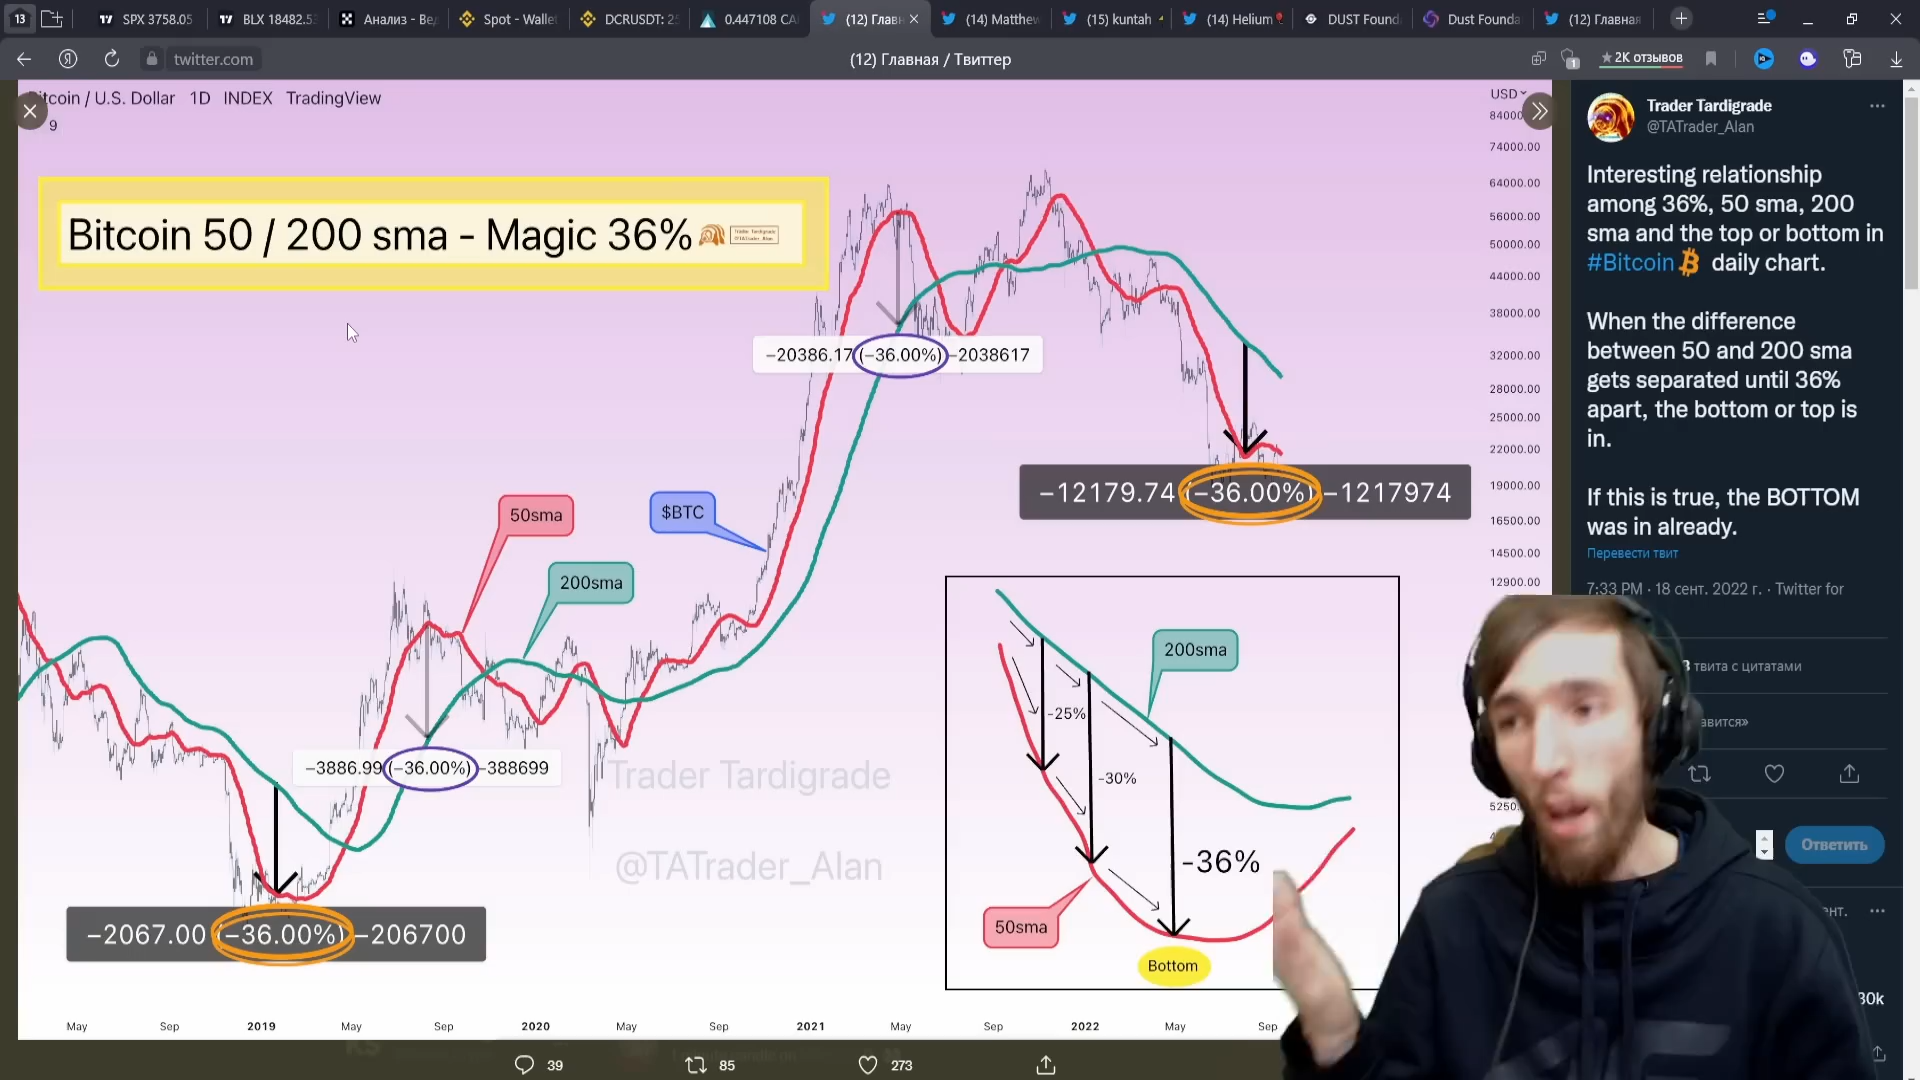 13
SPX 3758.05
BLX 18482.5
Анализ - Ве
Spot - Walle
DCRUSDT: 2
0.447108 CA
(12) Глав
(14) Matthew
(15) kuntah
(14) Helium
DUST Found
Dust Founda
(12) Главная
twitter.com
(12) Главная / Твиттер
1
★ 2K отзывов
itcoin / U.S. Dollar 1D INDEX TradingView
9
USD
84000
74000.00
64000.00
56000.00
50000.00
44000.00
38000.00
32000.00
28000.00
25000.00
22000.00
19000.00
16500.00
14500.00
12900.00
5250.
Bitcoin 50 / 200 sma - Magic 36%
Trader Tardigrade
@TATrader_Alan
−20386.17 (−36.00%) −2038617
−12179.74 (−36.00%) −1217974
50sma
$BTC
200sma
−3886.99 (−36.00%) −388699
Trader Tardigrade
@TATrader_Alan
−2067.00 (−36.00%) −206700
200sma
-25%
-30%
-36%
50sma
Bottom
May
Sep
2019
May
Sep
2020
May
Sep
2021
May
Sep
2022
May
Sep
39
85
273
Trader Tardigrade
@TATrader_Alan
Interesting relationship
among 36%, 50 sma, 200
sma and the top or bottom in
#Bitcoin daily chart.
When the difference
between 50 and 200 sma
gets separated until 36%
apart, the bottom or top is
in.
If this is true, the BOTTOM
was in already.
Перевести твит
7:33 PM · 18 сент. 2022 г. · Twitter for
твита с цитатами
авится»
Ответить
ент.
30k